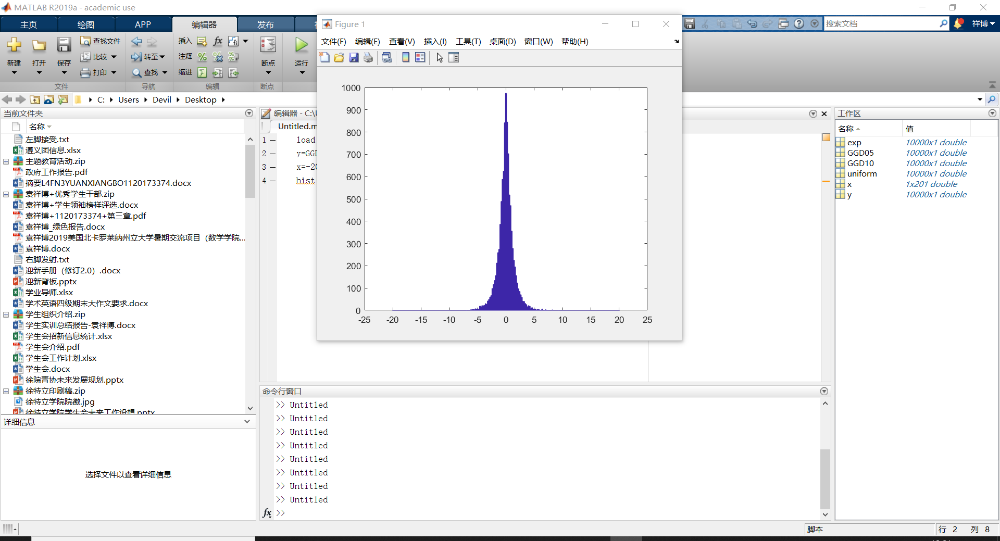 MATLAB R2019a - academic use
主页 绘图 APP 编辑器 发布
搜索文档 祥博
新建 打开 保存 查找文件 比较 打印 转至 查找 插入 fx 注释 缩进 断点 运行
文件 导航 编辑 断点
C: Users Devil Desktop
当前文件夹
名称
左脚接受.txt
遵义团信息.xlsx
主题教育活动.zip
政府工作报告.pdf
摘要L4FN3YUANXIANGBO1120173374.docx
袁祥博+优秀学生干部.zip
袁祥博+学生领袖榜样评选.docx
袁祥博+1120173374+第三章.pdf
袁祥博_绿色报告.docx
袁祥博2019美国北卡罗莱纳州立大学暑期交流项目（数学学院...
袁祥博.docx
右脚发射.txt
迎新手册（修订2.0）.docx
迎新背板.pptx
学业导师.xlsx
学术英语四级期末大作文要求.docx
学生组织介绍.zip
学生实训总结报告-袁祥博.docx
学生会招新信息统计.xlsx
学生会介绍.pdf
学生会工作计划.xlsx
学生会.docx
徐院青协未来发展规划.pptx
徐特立印刷稿.zip
徐特立学院院徽.jpg
徐特立学院学生会未来工作设想.pptx
详细信息
选择文件以查看详细信息
编辑器 - C:\U
Untitled.m
1 load
2 y=GGD
3 x=-20
4 hist
Figure 1
文件(F) 编辑(E) 查看(V) 插入(I) 工具(T) 桌面(D) 窗口(W) 帮助(H)
1000
900
800
700
600
500
400
300
200
100
0
-25 -20 -15 -10 -5 0 5 10 15 20 25
命令行窗口
>> Untitled
>> Untitled
>> Untitled
>> Untitled
>> Untitled
>> Untitled
>> Untitled
>> Untitled
fx >>
工作区
名称 值
exp 10000x1 double
GGD05 10000x1 double
GGD10 10000x1 double
uniform 10000x1 double
x 1x201 double
y 10000x1 double
脚本 行 2 列 8